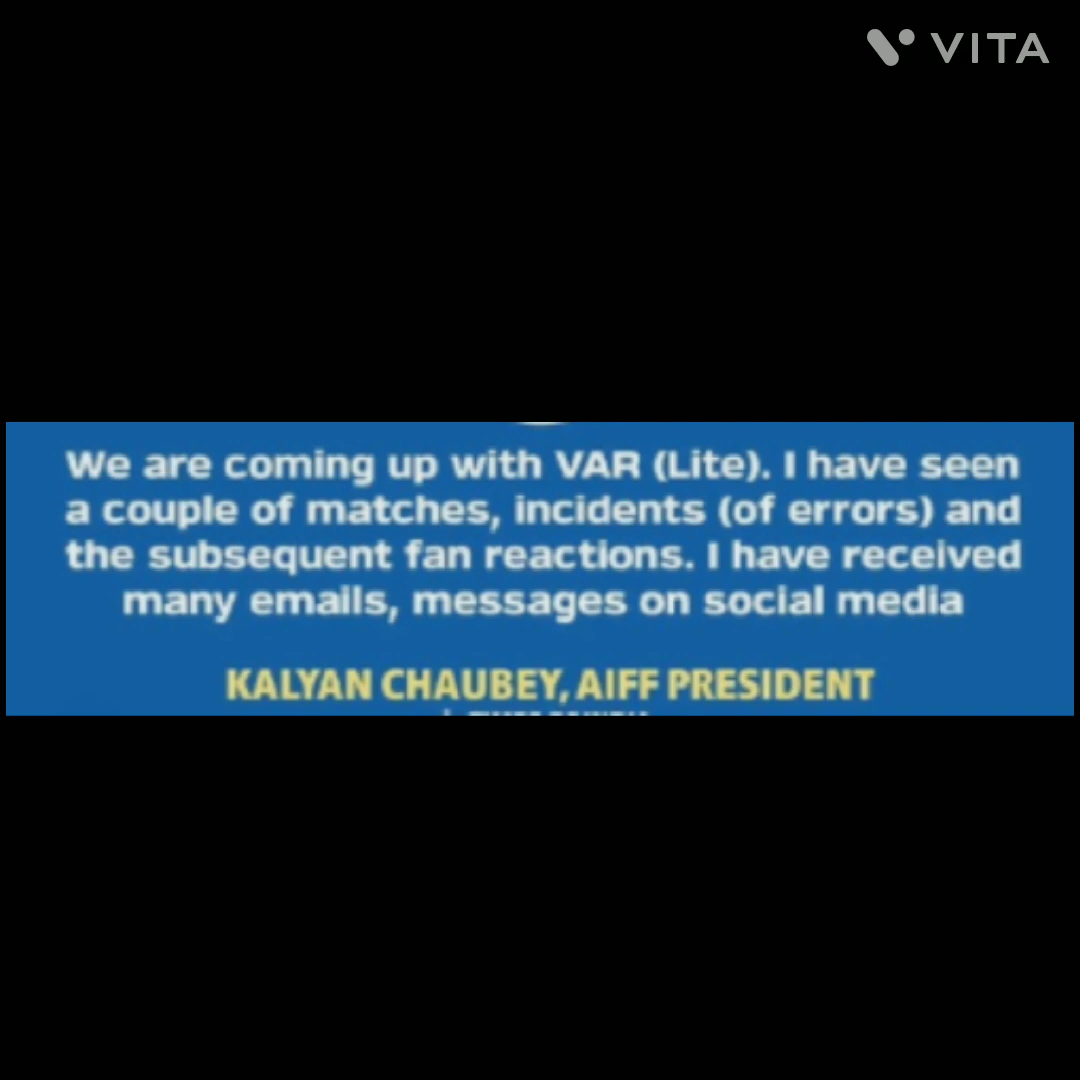 VITA
We are coming up with VAR (Lite). I have seen
a couple of matches, incidents (of errors) and
the subsequent fan reactions. I have received
many emails, messages on social media
KALYAN CHAUBEY, AIFF PRESIDENT